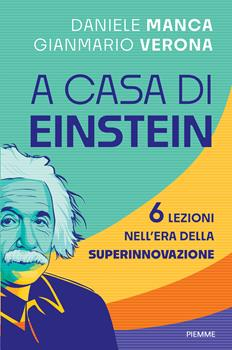 DANIELE MANCA
GIANMARIO VERONA
A CASA DI
EINSTEIN
6 LEZIONI
NELL'ERA DELLA
SUPERINNOVAZIONE
PIEMME